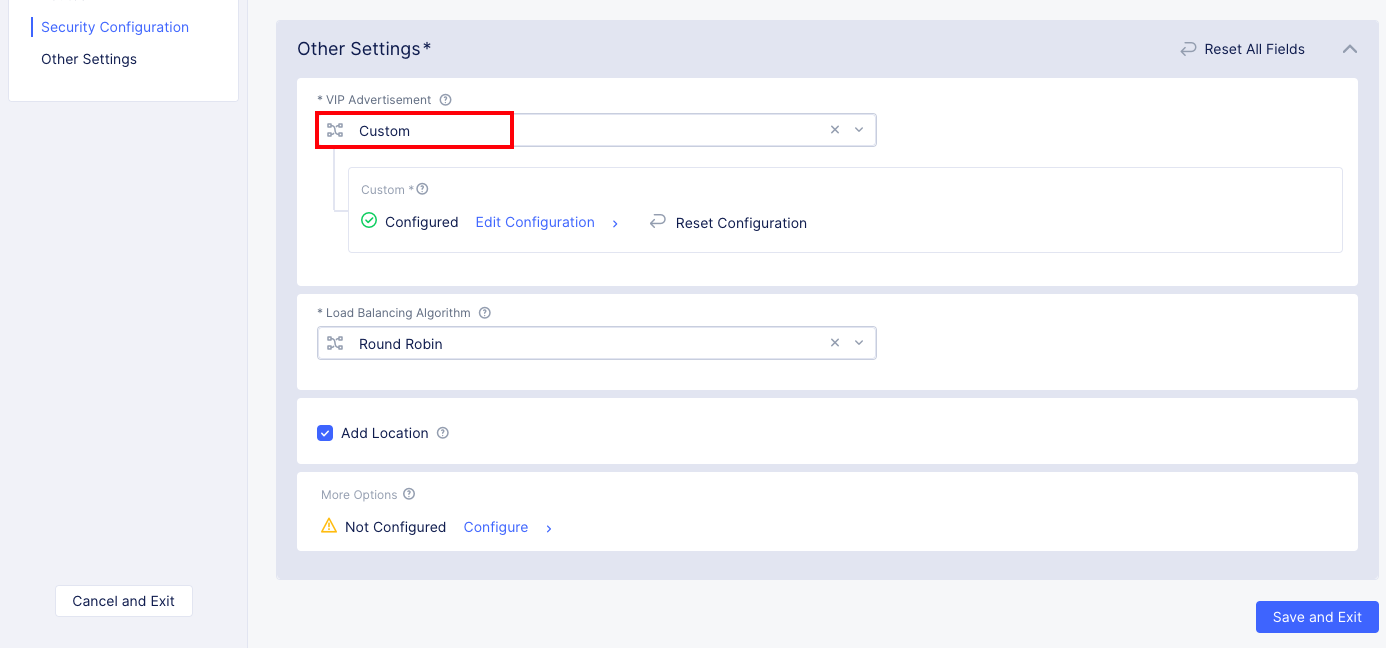 Security Configuration
Other Settings
Other Settings*
Reset All Fields
* VIP Advertisement
Custom
Custom *
Configured Edit Configuration Reset Configuration
* Load Balancing Algorithm
Round Robin
Add Location
More Options
Not Configured Configure
Cancel and Exit
Save and Exit